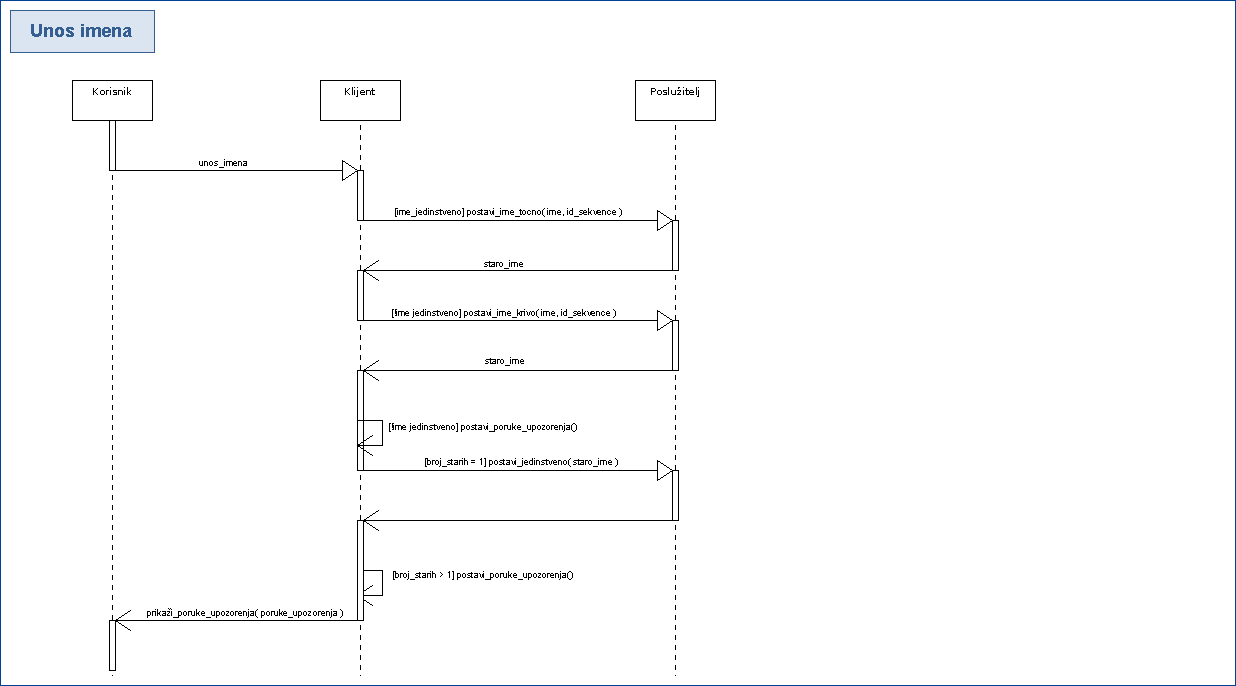 Unos imena
Korisnik
Klijent
Poslužitelj
unos_imena
[ime_jedinstveno] postavi_ime_tocno( ime, id_sekvence )
staro_ime
[!ime jedinstveno] postavi_ime_krivo( ime, id_sekvence )
staro_ime
[!ime jedinstveno] postavi_poruke_upozorenja()
[broj_starih = 1] postavi_jedinstveno( staro_ime )
[broj_starih > 1] postavi_poruke_upozorenja()
prikaži_poruke_upozorenja( poruke_upozorenja )